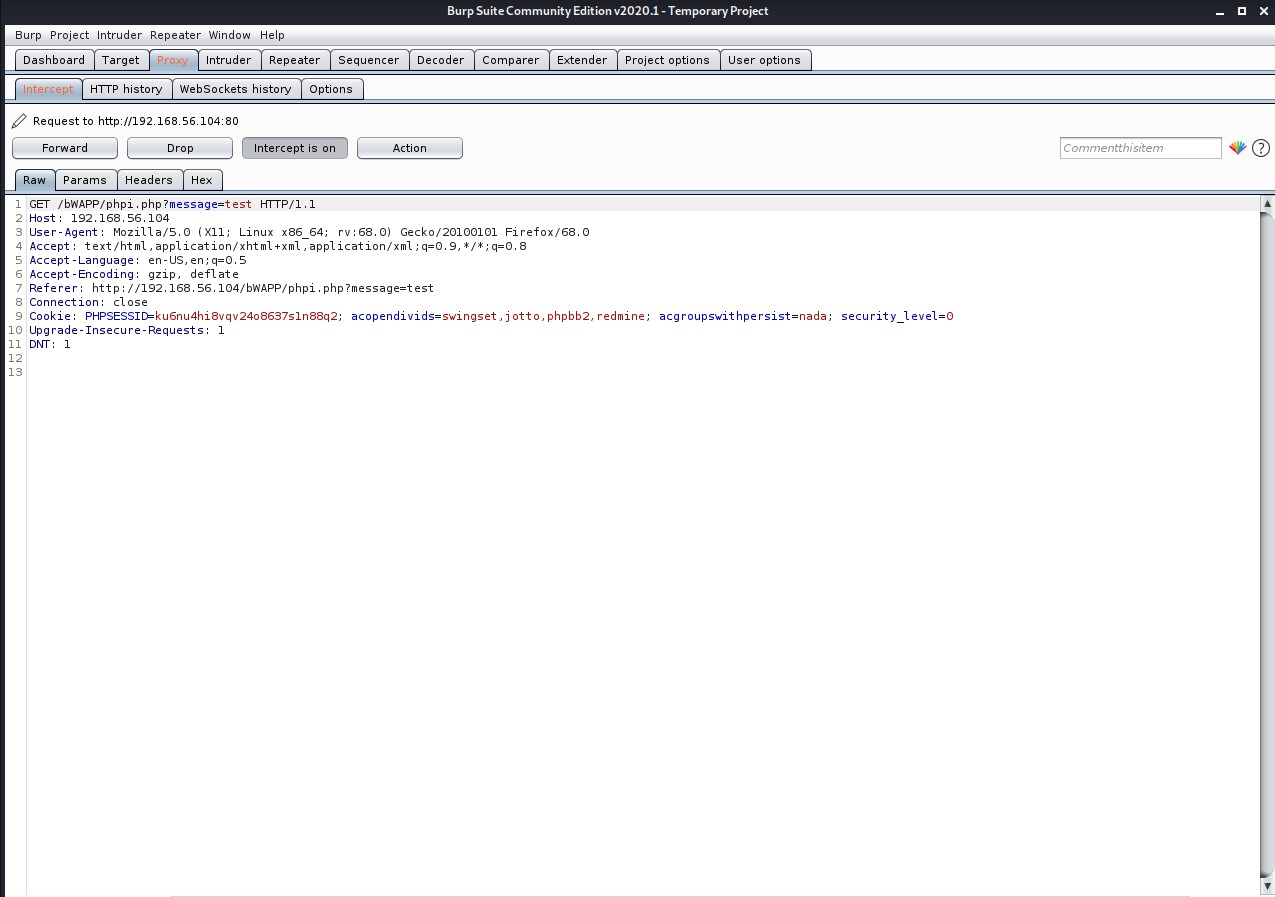 Burp Suite Community Edition v2020.1 - Temporary Project
Burp Project Intruder Repeater Window Help
Dashboard Target Proxy Intruder Repeater Sequencer Decoder Comparer Extender Project options User options
Intercept HTTP history WebSockets history Options
Request to http://192.168.56.104:80
Forward Drop Intercept is on Action Commentthisitem ?
Raw Params Headers Hex
1 GET /bWAPP/phpi.php?message=test HTTP/1.1
2 Host: 192.168.56.104
3 User-Agent: Mozilla/5.0 (X11; Linux x86_64; rv:68.0) Gecko/20100101 Firefox/68.0
4 Accept: text/html,application/xhtml+xml,application/xml;q=0.9,*/*;q=0.8
5 Accept-Language: en-US,en;q=0.5
6 Accept-Encoding: gzip, deflate
7 Referer: http://192.168.56.104/bWAPP/phpi.php?message=test
8 Connection: close
9 Cookie: PHPSESSID=ku6nu4hi8vqv24o8637s1n88q2; acopendivids=swingset,jotto,phpbb2,redmine; acgroupswithpersist=nada; security_level=0
10 Upgrade-Insecure-Requests: 1
11 DNT: 1
12
13